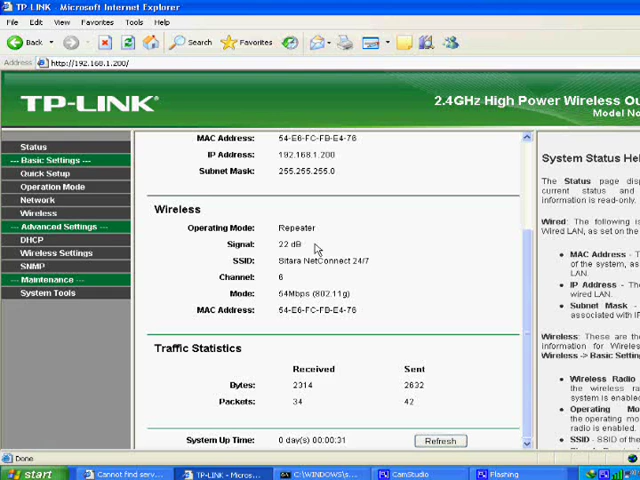 TP-LINK - Microsoft Internet Explorer
File Edit View Favorites Tools Help
Back Search Favorites
Address http://192.168.1.200/
TP-LINK®
2.4GHz High Power Wireless Ou
Model No
Status
--- Basic Settings ---
Quick Setup
Operation Mode
Network
Wireless
--- Advanced Settings ---
DHCP
Wireless Settings
SNMP
--- Maintenance ---
System Tools
MAC Address: 54-E6-FC-FB-E4-76
IP Address: 192.168.1.200
Subnet Mask: 255.255.255.0
Wireless
Operating Mode: Repeater
Signal: 22 dB
SSID: Sitara NetConnect 24/7
Channel: 6
Mode: 54Mbps (802.11g)
MAC Address: 54-E6-FC-FB-E4-76
Traffic Statistics
Received Sent
Bytes: 2314 2632
Packets: 34 42
System Up Time: 0 day(s) 00:00:31 Refresh
System Status Hel
The Status page disp
current status and
information is read-only.
Wired: The following is
Wired LAN, as set on the
MAC Address - The
of the system, as
LAN.
IP Address - The
wired LAN.
Subnet Mask -
associated with IP
Wireless: These are the
information for Wireless
Wireless -> Basic Settin
Wireless Radio
the wireless ra
system is enabled
Operating Mo
the operating mo
radio is enabled.
SSID - SSID of the
Done
start Cannot find serv... TP-LINK - Micros... C:\WINDOWS\s... CamStudio Flashing